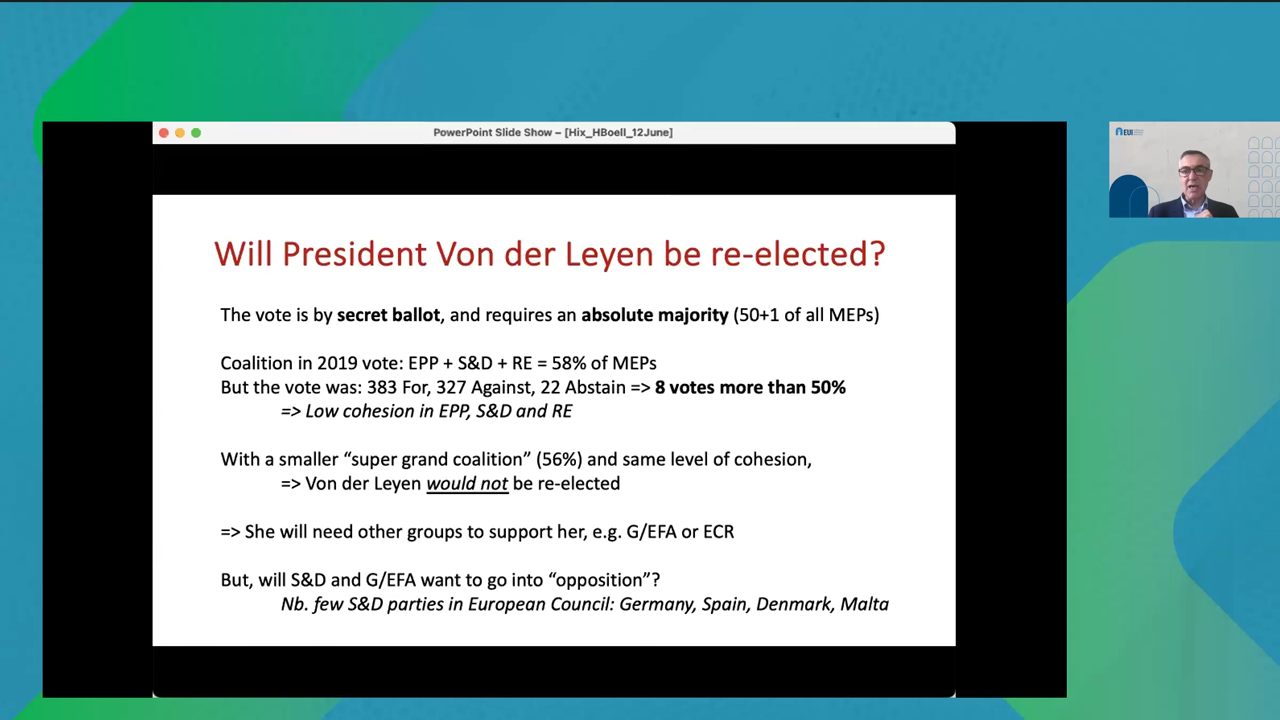 PowerPoint Slide Show – [Hix_HBoell_12June]
EUI
Will President Von der Leyen be re-elected?
The vote is by secret ballot, and requires an absolute majority (50+1 of all MEPs)
Coalition in 2019 vote: EPP + S&D + RE = 58% of MEPs
But the vote was: 383 For, 327 Against, 22 Abstain => 8 votes more than 50%
=> Low cohesion in EPP, S&D and RE
With a smaller “super grand coalition” (56%) and same level of cohesion,
=> Von der Leyen would not be re-elected
=> She will need other groups to support her, e.g. G/EFA or ECR
But, will S&D and G/EFA want to go into “opposition”?
Nb. few S&D parties in European Council: Germany, Spain, Denmark, Malta